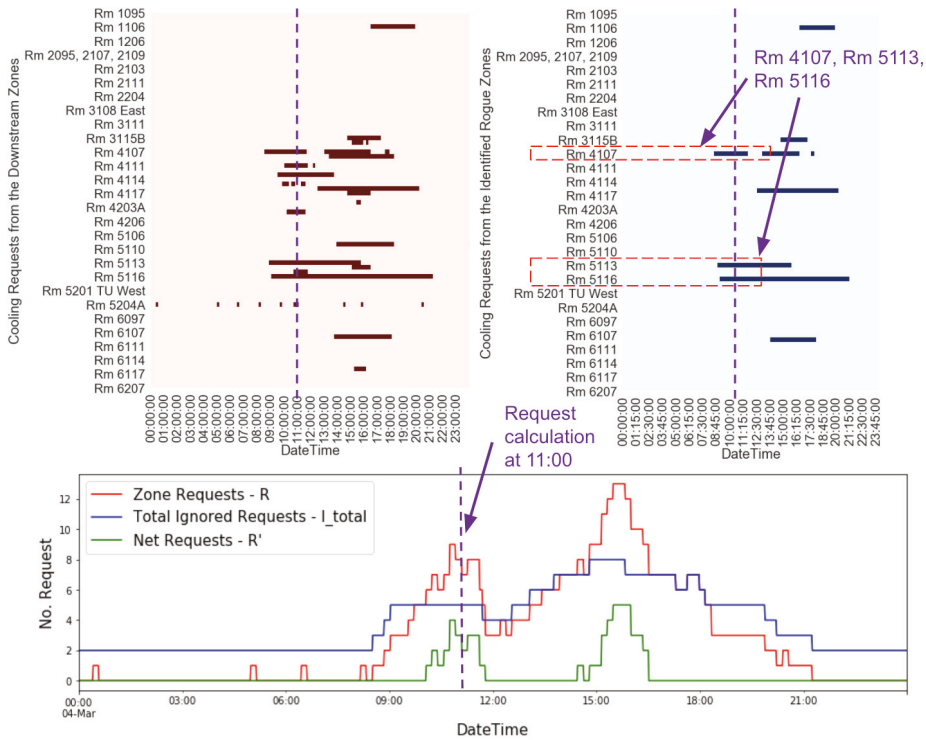 Cooling Requests from the Downstream Zones
Rm 1095
Rm 1106
Rm 1206
Rm 2095, 2107, 2109
Rm 2103
Rm 2111
Rm 2204
Rm 3108 East
Rm 3111
Rm 3115B
Rm 4107
Rm 4111
Rm 4114
Rm 4117
Rm 4203A
Rm 4206
Rm 5106
Rm 5110
Rm 5113
Rm 5116
Rm 5201 TU West
Rm 5204A
Rm 6097
Rm 6107
Rm 6111
Rm 6114
Rm 6117
Rm 6207
00:00:00
01:00:00
02:00:00
03:00:00
04:00:00
05:00:00
06:00:00
07:00:00
08:00:00
09:00:00
10:00:00
11:00:00
12:00:00
13:00:00
14:00:00
15:00:00
16:00:00
17:00:00
18:00:00
19:00:00
20:00:00
21:00:00
22:00:00
23:00:00
DateTime
Cooling Requests from the Identified Rogue Zones
Rm 1095
Rm 1106
Rm 1206
Rm 2095, 2107, 2109
Rm 2103
Rm 2111
Rm 2204
Rm 3108 East
Rm 3111
Rm 3115B
Rm 4107
Rm 4111
Rm 4114
Rm 4117
Rm 4203A
Rm 4206
Rm 5106
Rm 5110
Rm 5113
Rm 5116
Rm 5201 TU West
Rm 5204A
Rm 6097
Rm 6107
Rm 6111
Rm 6114
Rm 6117
Rm 6207
Rm 4107, Rm 5113,
Rm 5116
00:00:00
01:15:00
02:30:00
03:45:00
05:00:00
06:15:00
07:30:00
08:45:00
10:00:00
11:15:00
12:30:00
13:45:00
15:00:00
16:15:00
17:30:00
18:45:00
20:00:00
21:15:00
22:30:00
23:45:00
DateTime
Request
calculation
at 11:00
Zone Requests - R
Total Ignored Requests - I_total
Net Requests - R'
No. Request
12
10
8
6
4
2
0
00:00
04-Mar
03:00
06:00
09:00
12:00
15:00
18:00
21:00
DateTime